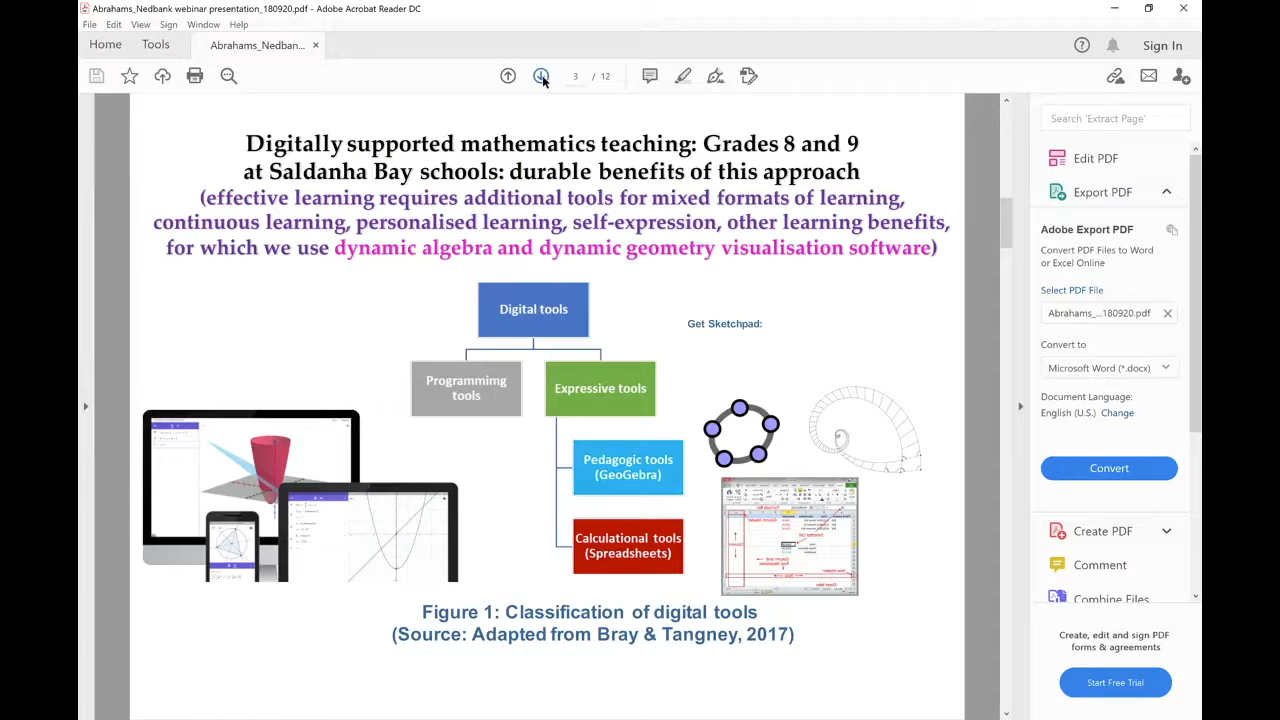 Abrahams_Nedbank webinar presentation_180920.pdf - Adobe Acrobat Reader DC
File Edit View Sign Window Help
Home Tools Abrahams_Nedban... × Sign In
3 / 12
Digitally supported mathematics teaching: Grades 8 and 9
at Saldanha Bay schools: durable benefits of this approach
(effective learning requires additional tools for mixed formats of learning,
continuous learning, personalised learning, self-expression, other learning benefits,
for which we use dynamic algebra and dynamic geometry visualisation software)
Digital tools
Get Sketchpad:
Programmimg
tools
Expressive tools
Pedagogic tools
(GeoGebra)
Calculational tools
(Spreadsheets)
Figure 1: Classification of digital tools
(Source: Adapted from Bray & Tangney, 2017)
Search 'Extract Page'
Edit PDF
Export PDF
Adobe Export PDF
Convert PDF Files to Word
or Excel Online
Select PDF File
Abrahams_...180920.pdf
Convert to
Microsoft Word (*.docx)
Document Language:
English (U.S.) Change
Convert
Create PDF
Comment
Combine Files
Create, edit and sign PDF
forms & agreements
Start Free Trial